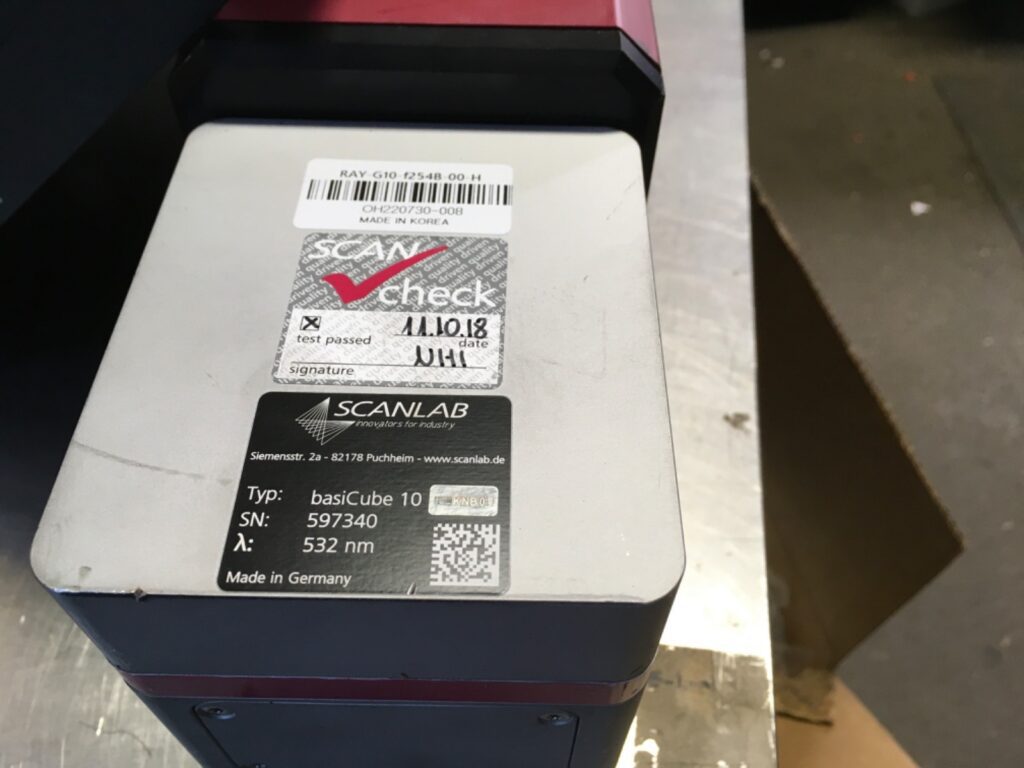 RAY-G10-f254B-00-H
OH220730-008
MADE IN KOREA
SCAN
check
test passed
11.10.18
date
NHI
signature
SCANLAB
innovators for industry
Siemensstr. 2a - 82178 Puchheim - www.scanlab.de
Typ: basiCube 10
KNB01
SN: 597340
λ: 532 nm
Made in Germany